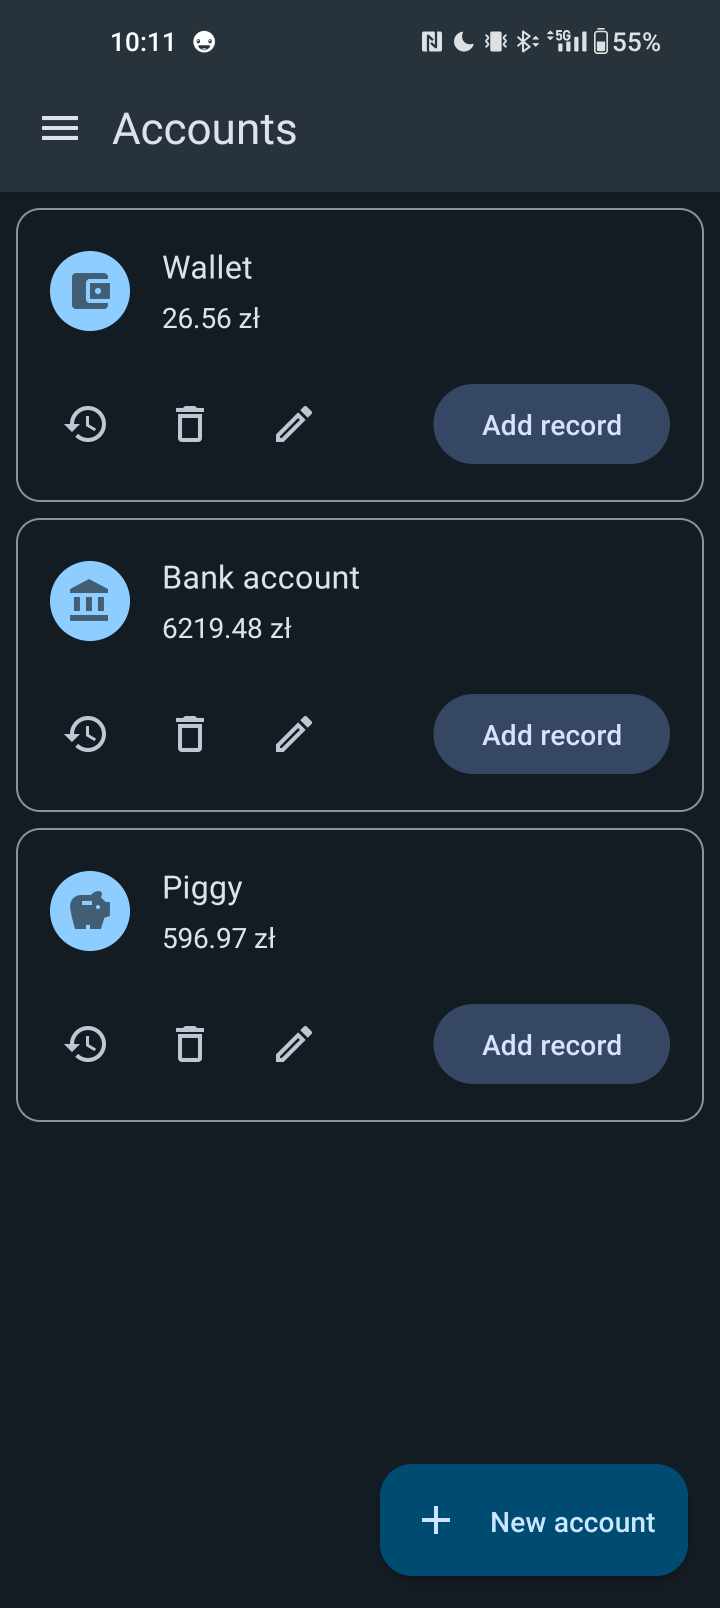 10:11 5G 55%
Accounts
Wallet
26.56 zł
Add record
Bank account
6219.48 zł
Add record
Piggy
596.97 zł
Add record
New account